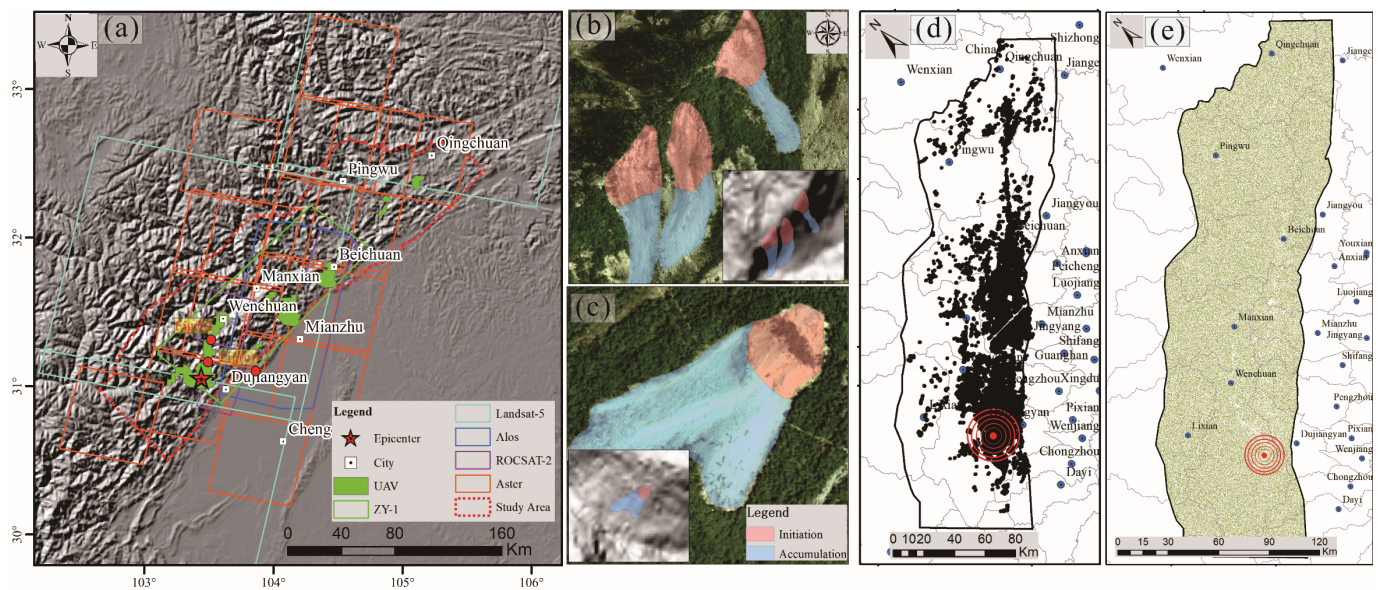 (a)
N
W
E
S
33°
32°
31°
30°
103°
104°
105°
106°
Qingchuan
Pingwu
Beichuan
Manxian
Wenchuan
Mianzhu
Dujiangyan
Cheng
Legend
Epicenter
City
UAV
ZY-1
Landsat-5
Alos
ROCSAT-2
Aster
Study Area
0 40 80 160
Km
(b)
N
W
E
S
(c)
Legend
Initiation
Accumulation
(d)
N
Shizhong
China
Qingchuan
Jiange
Wenxian
Pingwu
Jiangyou
Beichuan
Anxian
Feicheng
Luojiang
Mianzhu
Jingyang
Shifang
Guanghan
Xingdu
Pixian
Wenjiang
Chongzhou
Dayi
0 10 20 40 60 80
Km
(e)
N
Qingchuan
Jiange
Wenxian
Pingwu
Jiangyou
Beichuan
Youxian
Anxian
Luojiang
Manxian
Mianzhu
Jingyang
Shifang
Wenchuan
Pengzhou
Lixian
Dujiangyan
Pixian
Wenjiang
Chongzhou
Dayi
0 15 30 60 90 120
Km